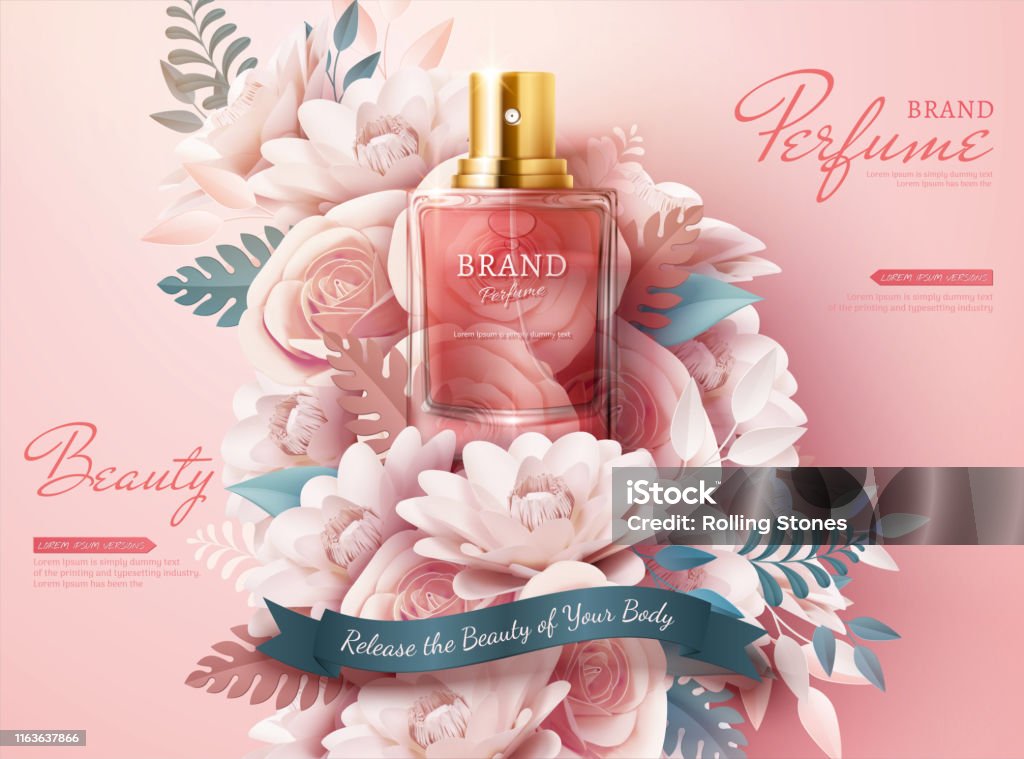 BRAND
Perfume
Lorem Ipsum is simply dummy text
Lorem Ipsum has been the
BRAND
Perfume
Lorem Ipsum is simply dummy text
LOREM IPSUM VERSIONS
Lorem Ipsum is simply dummy text
of the printing and typesetting industry
Beauty
LOREM IPSUM VERSIONS
Lorem Ipsum is simply dummy text
of the printing and typesetting industry.
Lorem Ipsum has been the
iStock
Credit: Rolling Stones
Release the Beauty of Your Body
1163637866